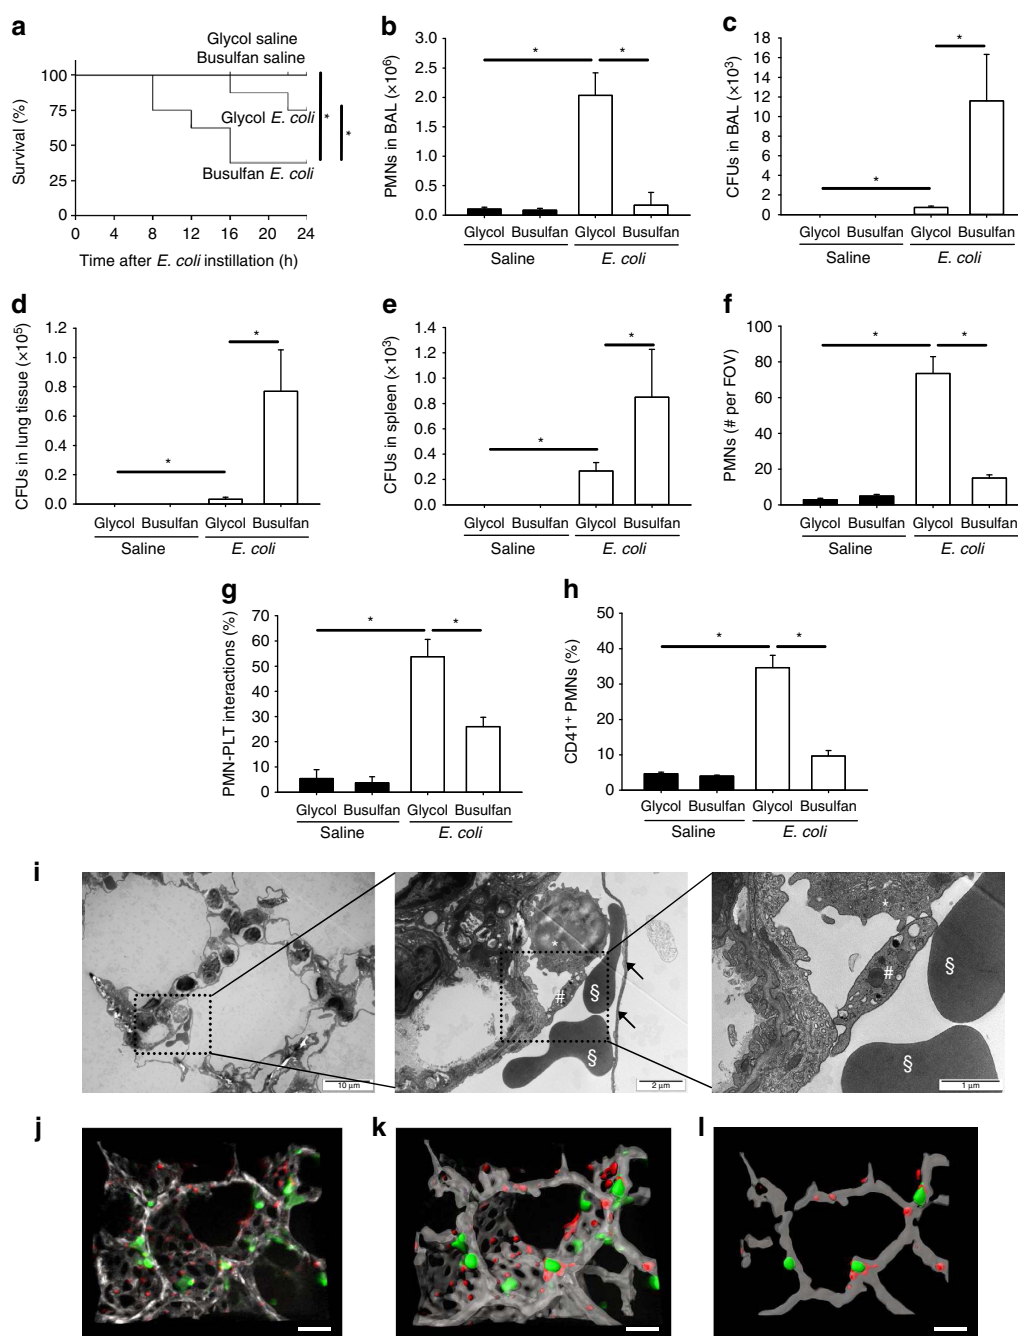 a
Glycol saline
Busulfan saline
Glycol E. coli
Busulfan E. coli
*
*
Survival (%)
100
75
50
25
0
0 4 8 12 16 20 24
Time after E. coli instillation (h)
b
PMNs in BAL (×10⁶)
3.0
2.5
2.0
1.5
1.0
0.5
0.0
* *
Glycol Busulfan Glycol Busulfan
Saline E. coli
c
CFUs in BAL (×10³)
18
16
14
12
10
8
6
4
2
0
*
*
Glycol Busulfan Glycol Busulfan
Saline E. coli
d
CFUs in lung tissue (×10⁵)
1.2
1.0
0.8
0.6
0.4
0.2
0.0
*
*
Glycol Busulfan Glycol Busulfan
Saline E. coli
e
CFUs in spleen (×10³)
1.4
1.2
1.0
0.8
0.6
0.4
0.2
0.0
*
*
Glycol Busulfan Glycol Busulfan
Saline E. coli
f
PMNs (# per FOV)
100
80
60
40
20
0
* *
Glycol Busulfan Glycol Busulfan
Saline E. coli
g
PMN-PLT interactions (%)
70
60
50
40
30
20
10
0
* *
Glycol Busulfan Glycol Busulfan
Saline E. coli
h
CD41⁺ PMNs (%)
50
40
30
20
10
0
* *
Glycol Busulfan Glycol Busulfan
Saline E. coli
i
10 µm
*
#
§
§
2 µm
*
#
§
§
1 µm
j
k
l